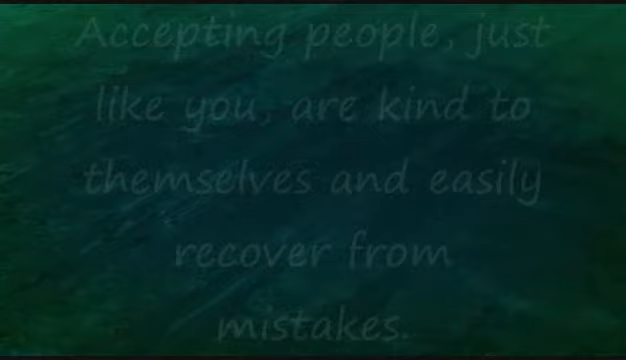 Accepting people, just
like you, are kind to
themselves and easily
recover from
mistakes.